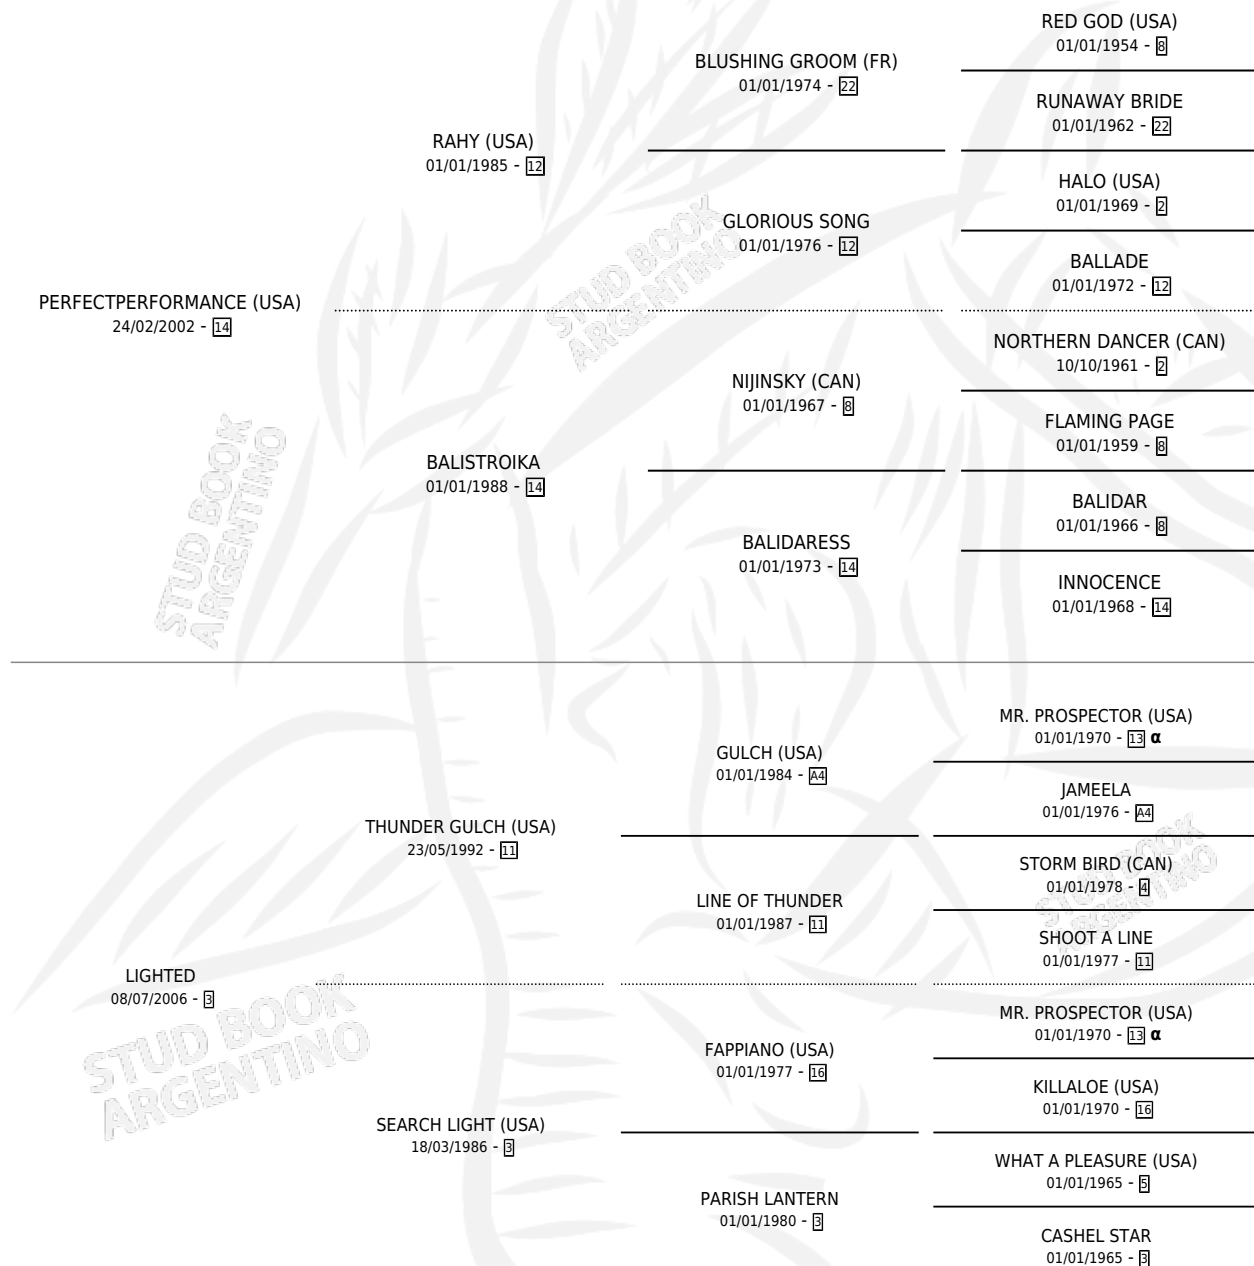 RED GOD (USA)
01/01/1954 - 8
BLUSHING GROOM (FR)
01/01/1974 - 22
RUNAWAY BRIDE
01/01/1962 - 22
RAHY (USA)
01/01/1985 - 12
HALO (USA)
01/01/1969 - 2
GLORIOUS SONG
01/01/1976 - 12
BALLADE
01/01/1972 - 12
PERFECTPERFORMANCE (USA)
24/02/2002 - 14
NORTHERN DANCER (CAN)
10/10/1961 - 2
NIJINSKY (CAN)
01/01/1967 - 8
FLAMING PAGE
01/01/1959 - 8
BALISTROIKA
01/01/1988 - 14
BALIDAR
01/01/1966 - 8
BALIDARESS
01/01/1973 - 14
INNOCENCE
01/01/1968 - 14
MR. PROSPECTOR (USA)
01/01/1970 - 13 α
GULCH (USA)
01/01/1984 - A4
JAMEELA
01/01/1976 - A4
THUNDER GULCH (USA)
23/05/1992 - 11
STORM BIRD (CAN)
01/01/1978 - 4
LINE OF THUNDER
01/01/1987 - 11
SHOOT A LINE
01/01/1977 - 11
LIGHTED
08/07/2006 - 3
MR. PROSPECTOR (USA)
01/01/1970 - 13 α
FAPPIANO (USA)
01/01/1977 - 16
KILLALOE (USA)
01/01/1970 - 16
SEARCH LIGHT (USA)
18/03/1986 - 3
WHAT A PLEASURE (USA)
01/01/1965 - 5
PARISH LANTERN
01/01/1980 - 3
CASHEL STAR
01/01/1965 - 3
STUD BOOK
ARGENTINO
STUD BOOK
ARGENTINO
STUD BOOK
ARGENTINO
STUD BOOK
ARGENTINO